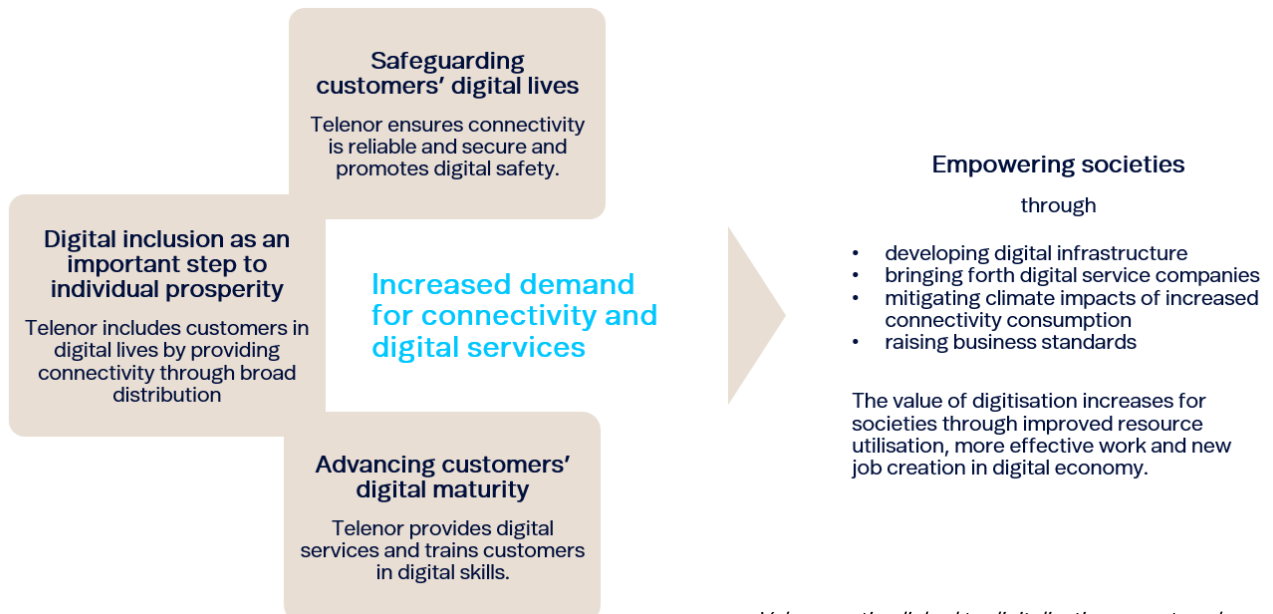 Safeguarding
customers’ digital lives
Telenor ensures connectivity
is reliable and secure and
promotes digital safety.
Digital inclusion as an
important step to
individual prosperity
Telenor includes customers in
digital lives by providing
connectivity through broad
distribution
Increased demand
for connectivity and
digital services
Advancing customers’
digital maturity
Telenor provides digital
services and trains customers
in digital skills.
Empowering societies
through
• developing digital infrastructure
• bringing forth digital service companies
• mitigating climate impacts of increased
connectivity consumption
• raising business standards
The value of digitisation increases for
societies through improved resource
utilisation, more effective work and new
job creation in digital economy.